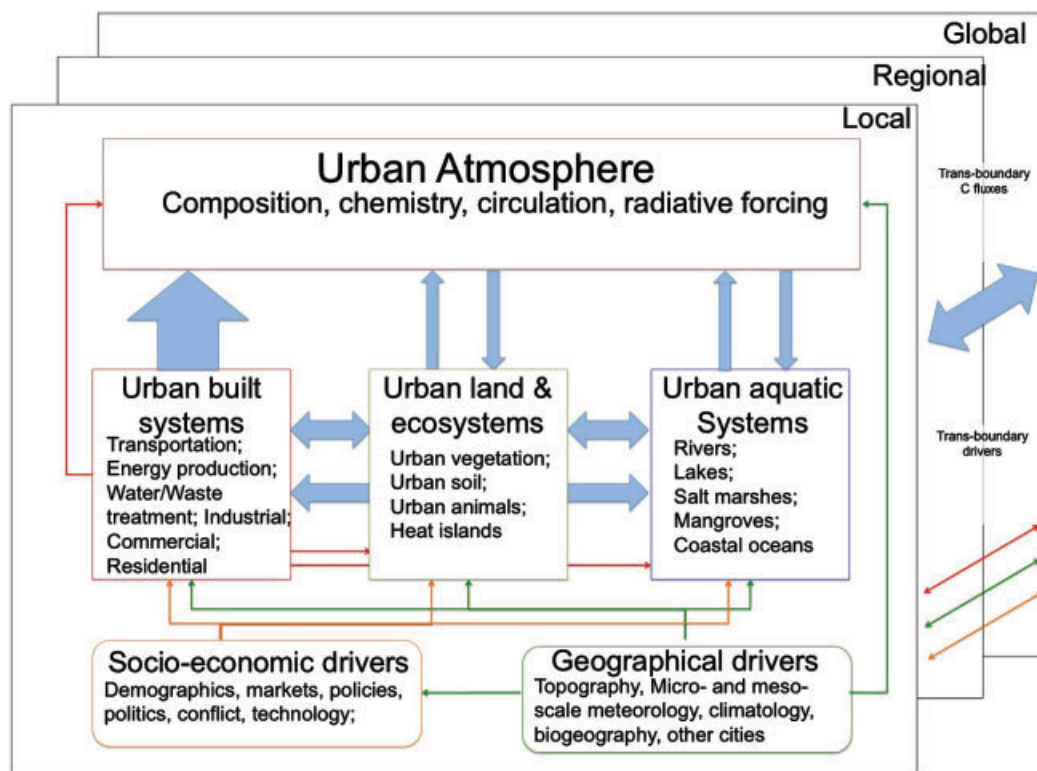 Global
Regional
Local
Urban Atmosphere
Composition, chemistry, circulation, radiative forcing
Trans-boundary
C fluxes
Urban built
systems
Transportation;
Energy production;
Water/Waste
treatment; Industrial;
Commercial;
Residential
Urban land &
ecosystems
Urban vegetation;
Urban soil;
Urban animals;
Heat islands
Urban aquatic
Systems
Rivers;
Lakes;
Salt marshes;
Mangroves;
Coastal oceans
Trans-boundary
drivers
Socio-economic drivers
Demographics, markets, policies,
politics, conflict, technology;
Geographical drivers
Topography, Micro- and meso-
scale meteorology, climatology,
biogeography, other cities